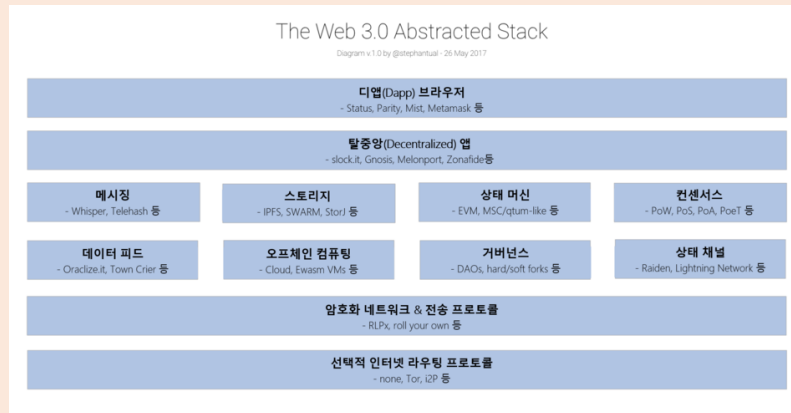 The Web 3.0 Abstracted Stack
Diagram v.1.0 by @stephantual - 26 May 2017
디앱(Dapp) 브라우저
- Status, Parity, Mist, Metamask 등
탈중앙(Decentralized) 앱
- slock.it, Gnosis, Melonport, Zonafide등
메시징
- Whisper, Telehash 등
스토리지
- IPFS, SWARM, StorJ 등
상태 머신
- EVM, MSC/qtum-like 등
컨센서스
- PoW, PoS, PoA, PoeT 등
데이터 피드
- Oraclize.it, Town Crier 등
오프체인 컴퓨팅
- Cloud, Ewasm VMs 등
거버넌스
- DAOs, hard/soft forks 등
상태 채널
- Raiden, Lightning Network 등
암호화 네트워크 & 전송 프로토콜
- RLPx, roll your own 등
선택적 인터넷 라우팅 프로토콜
- none, Tor, i2P 등